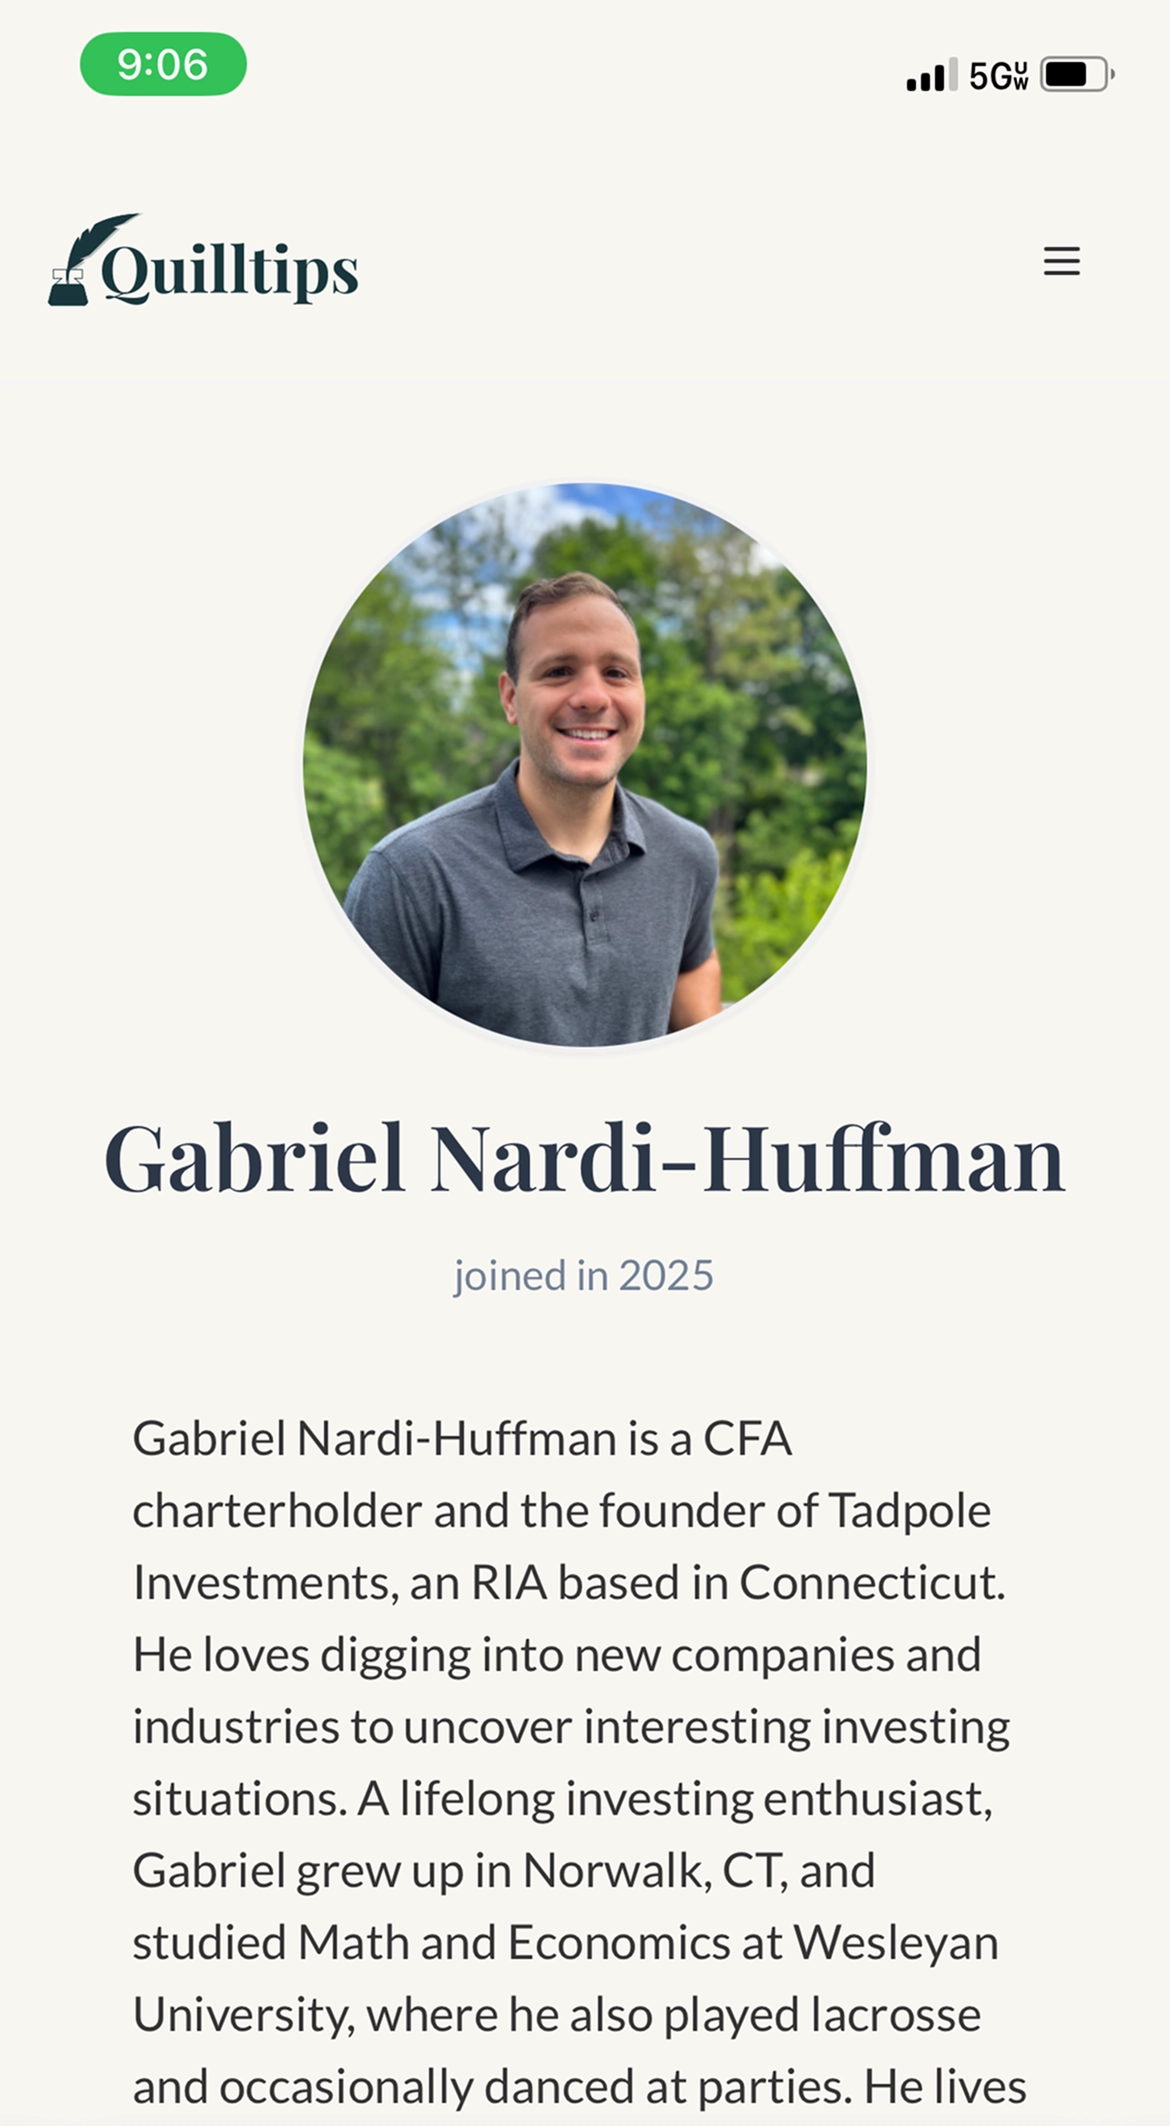 9:06
5GUW
Quilltips
Gabriel Nardi-Huffman
joined in 2025
Gabriel Nardi-Huffman is a CFA
charterholder and the founder of Tadpole
Investments, an RIA based in Connecticut.
He loves digging into new companies and
industries to uncover interesting investing
situations. A lifelong investing enthusiast,
Gabriel grew up in Norwalk, CT, and
studied Math and Economics at Wesleyan
University, where he also played lacrosse
and occasionally danced at parties. He lives